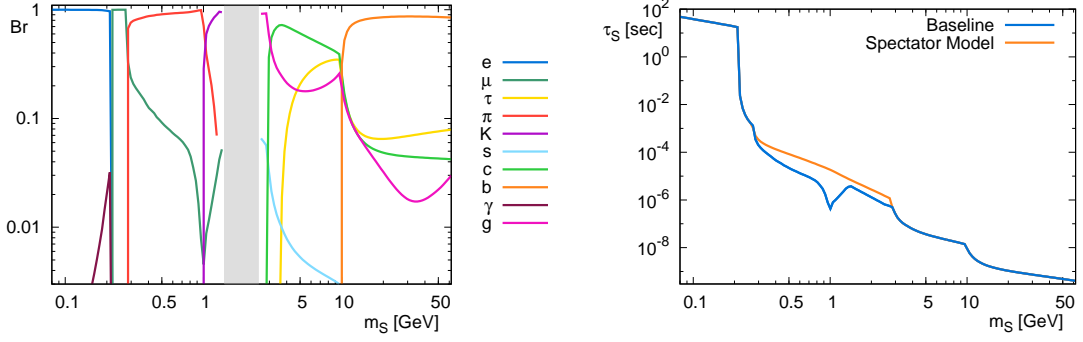 Br
1
0.1
0.01
0.1
0.5
1
5
10
50
m_S [GeV]
e
μ
τ
π
K
s
c
b
γ
g
τ_S [sec]
10^2
10^0
10^-2
10^-4
10^-6
10^-8
Baseline
Spectator Model
0.1
0.5
1
5
10
50
m_S [GeV]